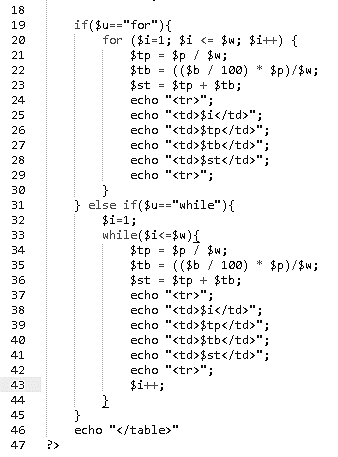 18
19 if($u=="for"){
20 for ($i=1; $i <= $w; $i++) {
21 $tp = $p / $w;
22 $tb = (($b / 100) * $p)/$w;
23 $st = $tp + $tb;
24 echo "<tr>";
25 echo "<td>$i</td>";
26 echo "<td>$tp</td>";
27 echo "<td>$tb</td>";
28 echo "<td>$st</td>";
29 echo "<tr>";
30 }
31 } else if($u=="while"){
32 $i=1;
33 while($i<=$w){
34 $tp = $p / $w;
35 $tb = (($b / 100) * $p)/$w;
36 $st = $tp + $tb;
37 echo "<tr>";
38 echo "<td>$i</td>";
39 echo "<td>$tp</td>";
40 echo "<td>$tb</td>";
41 echo "<td>$st</td>";
42 echo "<tr>";
43 $i++;
44 }
45 }
46 echo "</table>"
47 ?>